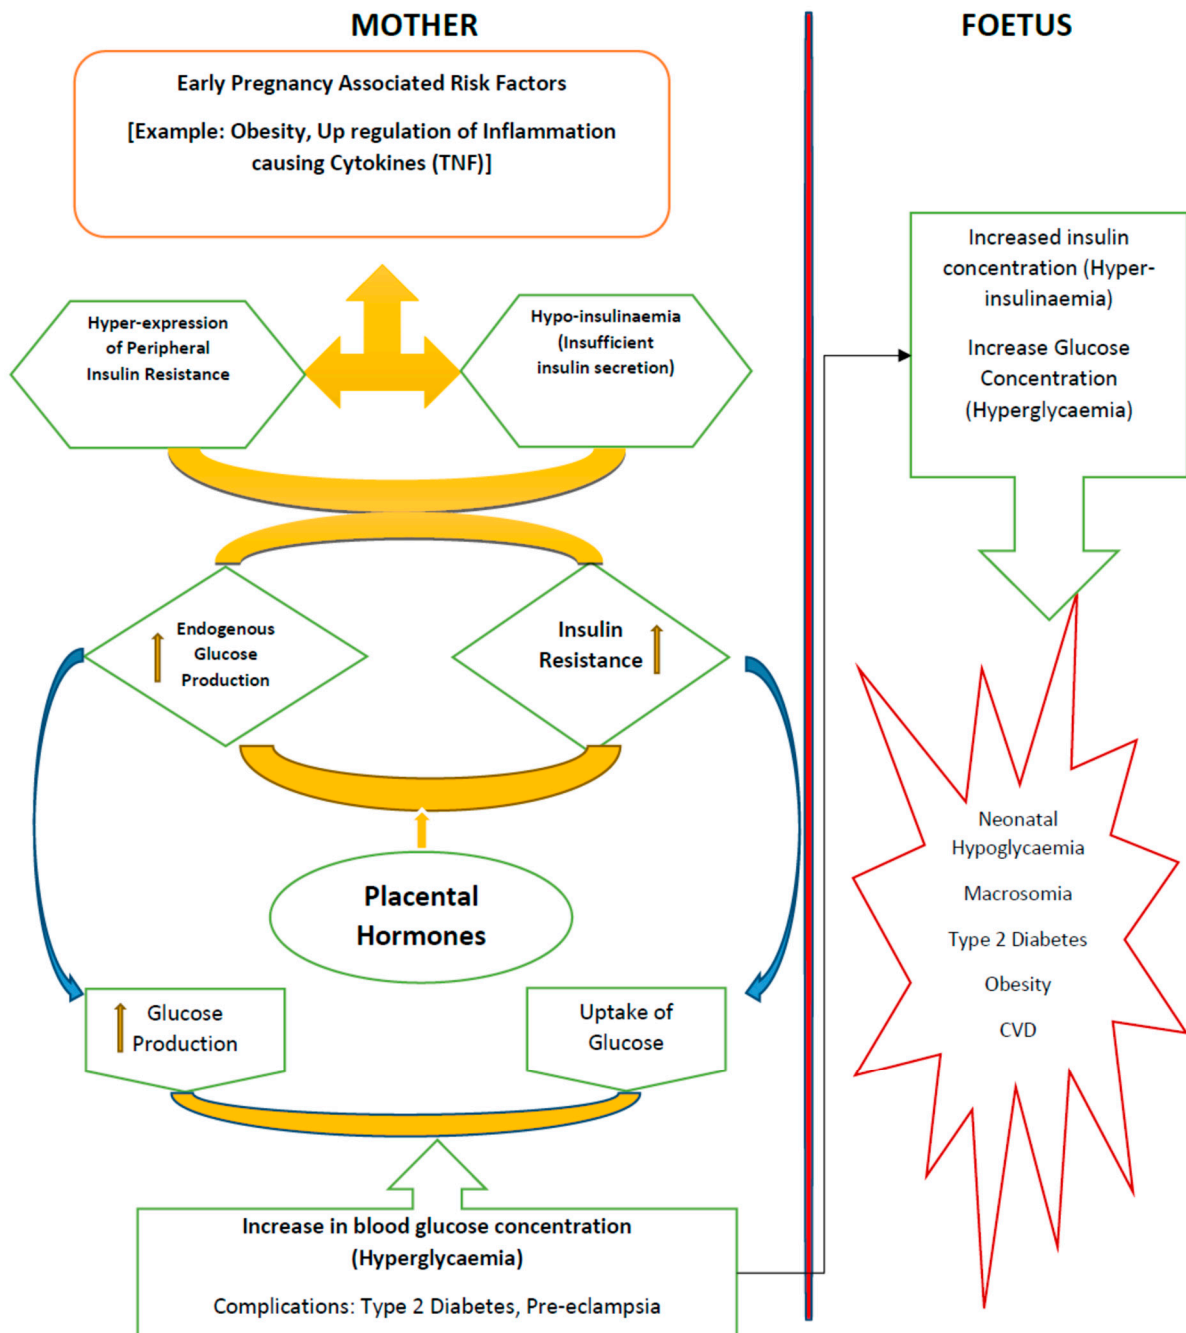 MOTHER
Early Pregnancy Associated Risk Factors
[Example: Obesity, Up regulation of Inflammation
causing Cytokines (TNF)]
Hyper-expression
of Peripheral
Insulin Resistance
Hypo-insulinaemia
(Insufficient
insulin secretion)
Endogenous
Glucose
Production
Insulin
Resistance
Placental
Hormones
Glucose
Production
Uptake of
Glucose
Increase in blood glucose concentration
(Hyperglycaemia)
Complications: Type 2 Diabetes, Pre-eclampsia
FOETUS
Increased insulin
concentration (Hyper-
insulinaemia)
Increase Glucose
Concentration
(Hyperglycaemia)
Neonatal
Hypoglycaemia
Macrosomia
Type 2 Diabetes
Obesity
CVD